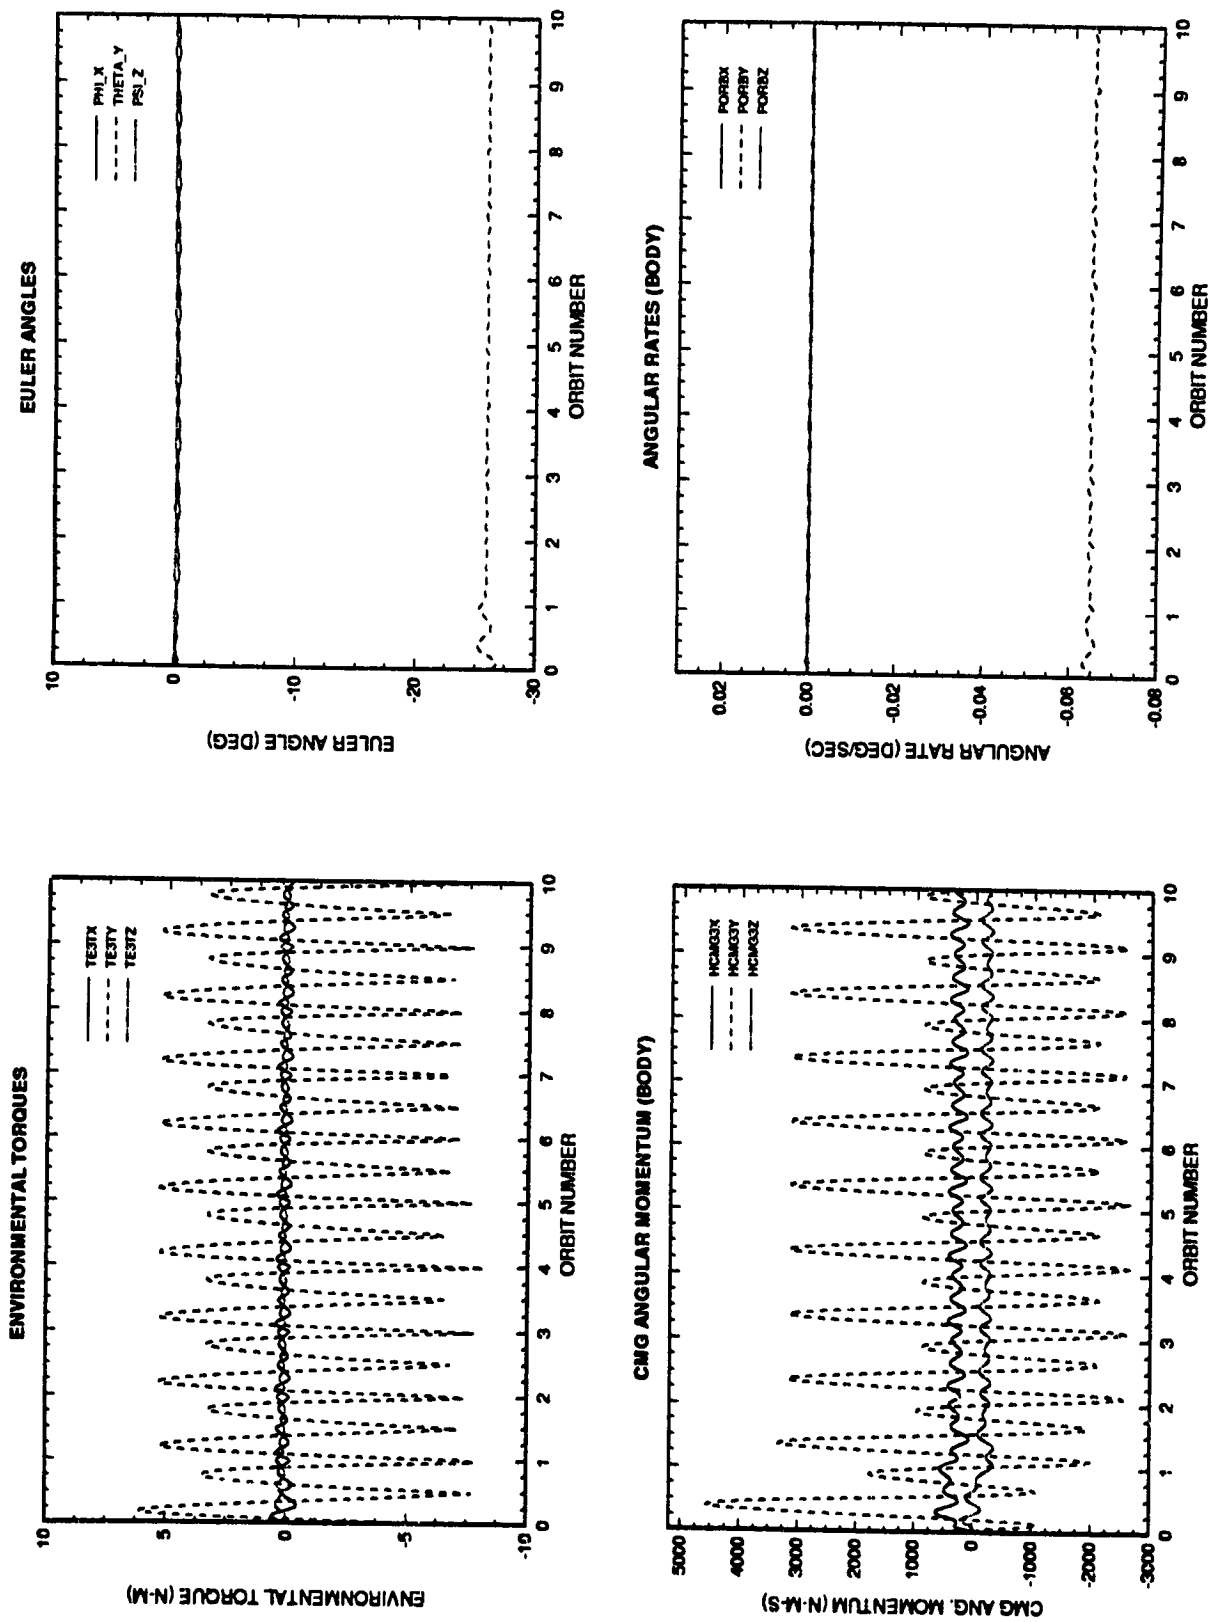 ENVIRONMENTAL TORQUES
ENVIRONMENTAL TORQUE (N-M)
10
5
0
-5
-10
TE3TX
TE3TY
TE3TZ
0 1 2 3 4 5 6 7 8 9 10
ORBIT NUMBER
EULER ANGLES
EULER ANGLE (DEG)
10
0
-10
-20
-30
PHI_X
THETA_Y
PSI_Z
0 1 2 3 4 5 6 7 8 9 10
ORBIT NUMBER
CMG ANGULAR MOMENTUM (BODY)
CMG ANG. MOMENTUM (N-M-S)
5000
4000
3000
2000
1000
0
-1000
-2000
-3000
HCMG3X
HCMG3Y
HCMG3Z
0 1 2 3 4 5 6 7 8 9 10
ORBIT NUMBER
ANGULAR RATES (BODY)
ANGULAR RATE (DEG/SEC)
0.02
0.00
-0.02
-0.04
-0.06
-0.08
PORBX
PORBY
PORBZ
0 1 2 3 4 5 6 7 8 9 10
ORBIT NUMBER